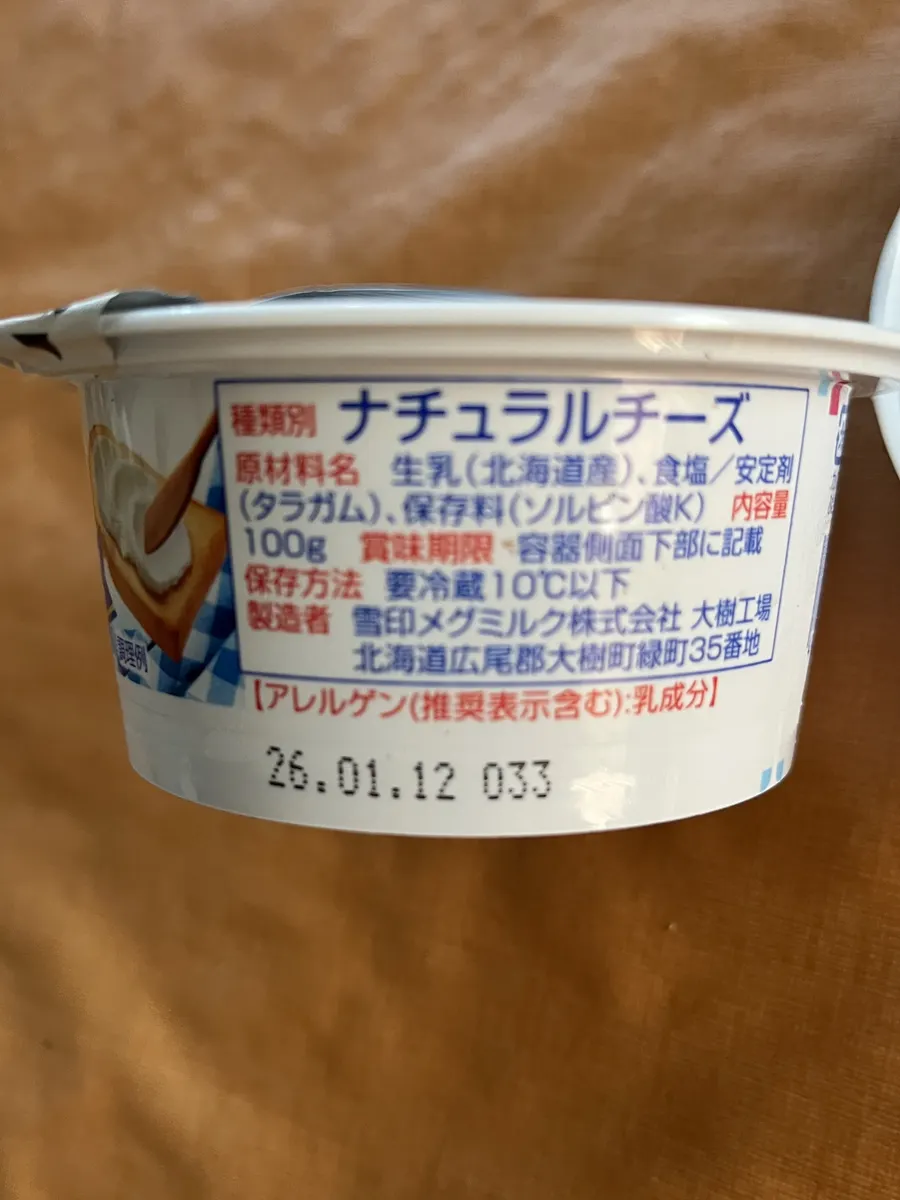 種類別 ナチュラルチーズ
原材料名 生乳(北海道産)、食塩/安定剤
(タラガム)、保存料(ソルビン酸K) 内容量
100g 賞味期限 容器側面下部に記載
保存方法 要冷蔵10℃以下
製造者 雪印メグミルク株式会社 大樹工場
北海道広尾郡大樹町緑町35番地
【アレルゲン(推奨表示含む):乳成分】
調理例
26.01.12 033